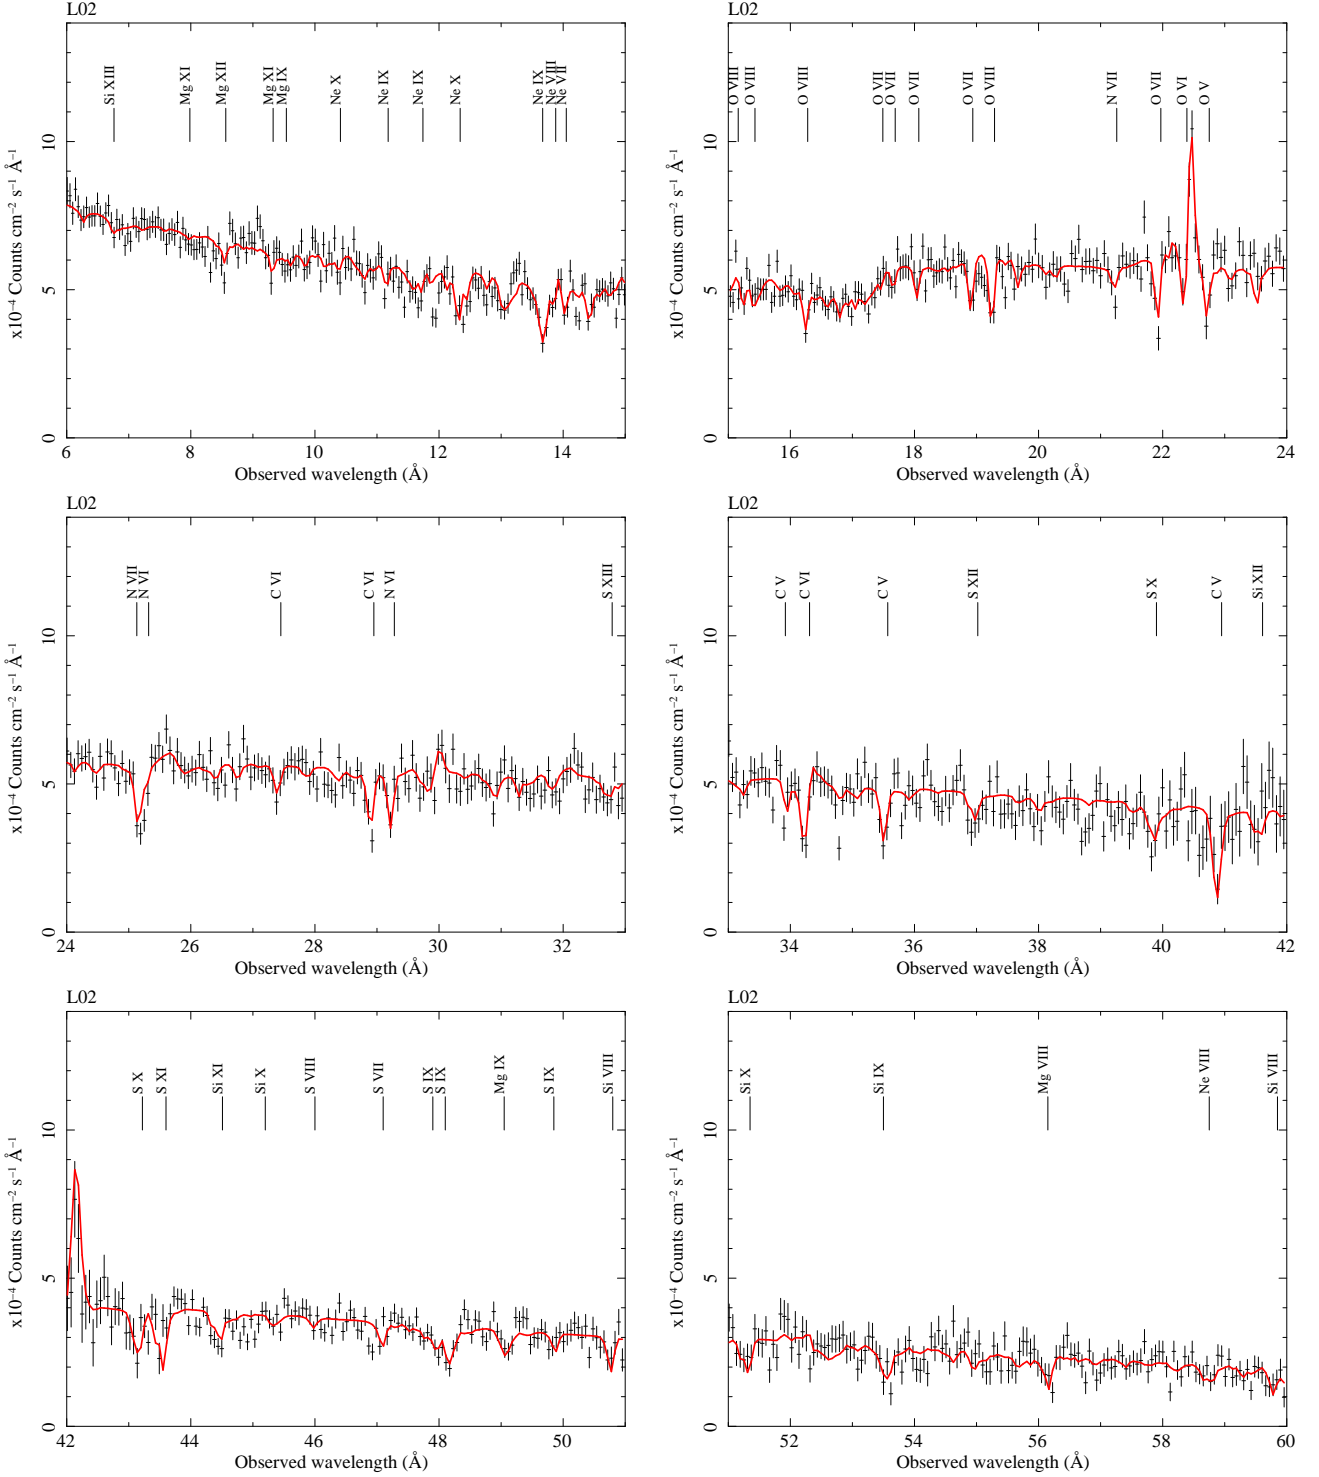 L02
Si XIII
Mg XI
Mg XII
Mg XI
Mg IX
Ne X
Ne IX
Ne IX
Ne X
Ne IX
Ne VIII
Ne VII
x10⁻⁴ Counts cm⁻² s⁻¹ Å⁻¹
0 5 10
6 8 10 12 14
Observed wavelength (Å)
L02
O VIII
O VIII
O VIII
O VII
O VII
O VII
O VII
O VIII
N VII
O VII
O VI
O V
x10⁻⁴ Counts cm⁻² s⁻¹ Å⁻¹
0 5 10
16 18 20 22 24
Observed wavelength (Å)
L02
N VII
N VI
C VI
C VI
N VI
S XIII
x10⁻⁴ Counts cm⁻² s⁻¹ Å⁻¹
0 5 10
24 26 28 30 32
Observed wavelength (Å)
L02
C V
C VI
C V
S XII
S X
C V
Si XII
x10⁻⁴ Counts cm⁻² s⁻¹ Å⁻¹
0 5 10
34 36 38 40 42
Observed wavelength (Å)
L02
S X
S XI
Si XI
Si X
S VIII
S VII
S IX
S IX
Mg IX
S IX
Si VIII
x10⁻⁴ Counts cm⁻² s⁻¹ Å⁻¹
0 5 10
42 44 46 48 50
Observed wavelength (Å)
L02
Si X
Si IX
Mg VIII
Ne VIII
Si VIII
x10⁻⁴ Counts cm⁻² s⁻¹ Å⁻¹
0 5 10
52 54 56 58 60
Observed wavelength (Å)